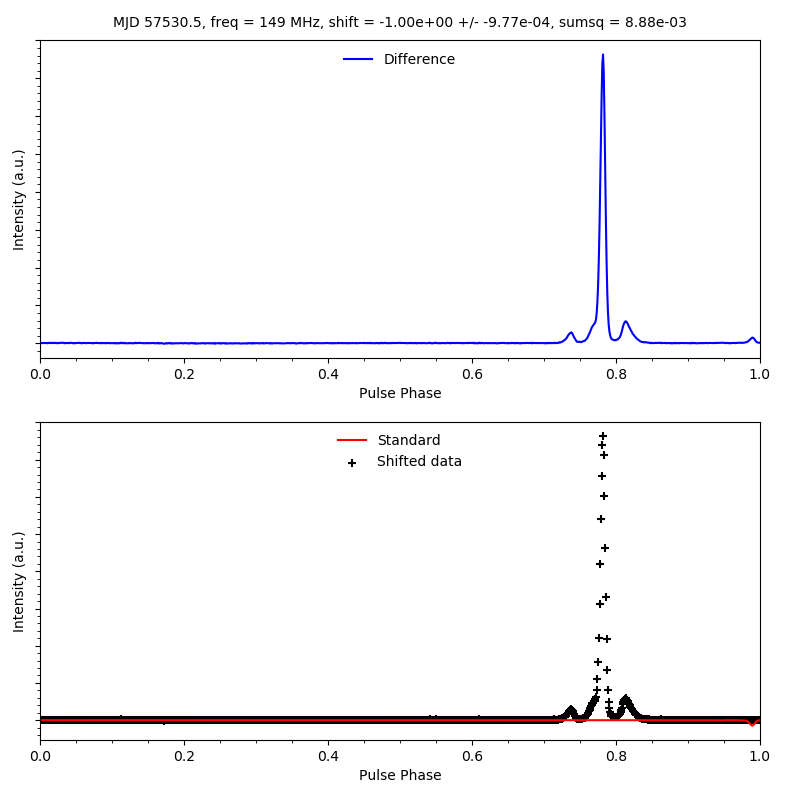 MJD 57530.5, freq = 149 MHz, shift = -1.00e+00 +/- -9.77e-04, sumsq = 8.88e-03
Difference
Intensity (a.u.)
0.0 0.2 0.4 0.6 0.8 1.0
Pulse Phase
Standard
Shifted data
Intensity (a.u.)
0.0 0.2 0.4 0.6 0.8 1.0
Pulse Phase